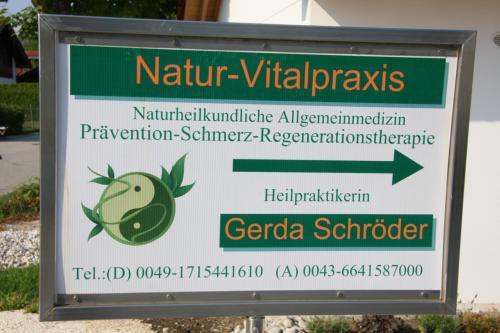 Natur-Vitalpraxis
Naturheilkundliche Allgemeinmedizin
Prävention-Schmerz-Regenerationstherapie
Heilpraktikerin
Gerda Schröder
Tel.:(D) 0049-1715441610 (A) 0043-6641587000